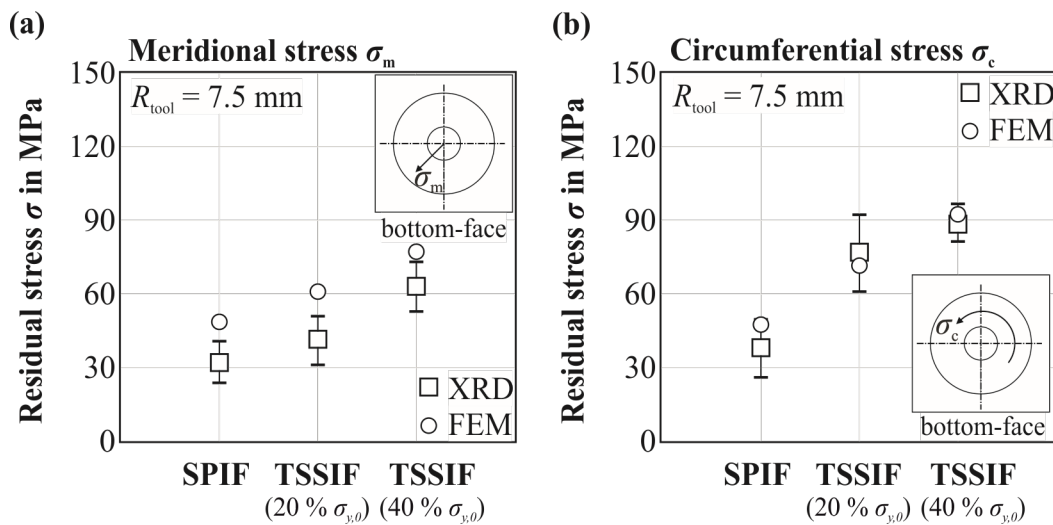 (a)
Meridional stress σm
Residual stress σ in MPa
150
120
90
60
30
0
Rtool = 7.5 mm
σm
bottom-face
XRD
FEM
SPIF TSSIF TSSIF
(20 % σy,0) (40 % σy,0)
(b)
Circumferential stress σc
Residual stress σ in MPa
150
120
90
60
30
0
Rtool = 7.5 mm
XRD
FEM
σc
bottom-face
SPIF TSSIF TSSIF
(20 % σy,0) (40 % σy,0)